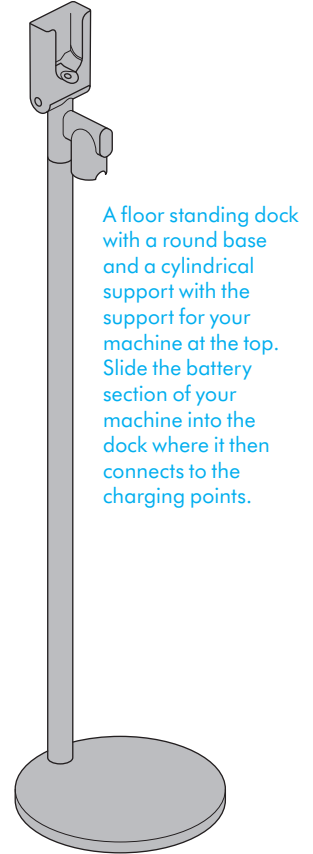 A floor standing dock
with a round base
and a cylindrical
support with the
support for your
machine at the top.
Slide the battery
section of your
machine into the
dock where it then
connects to the
charging points.